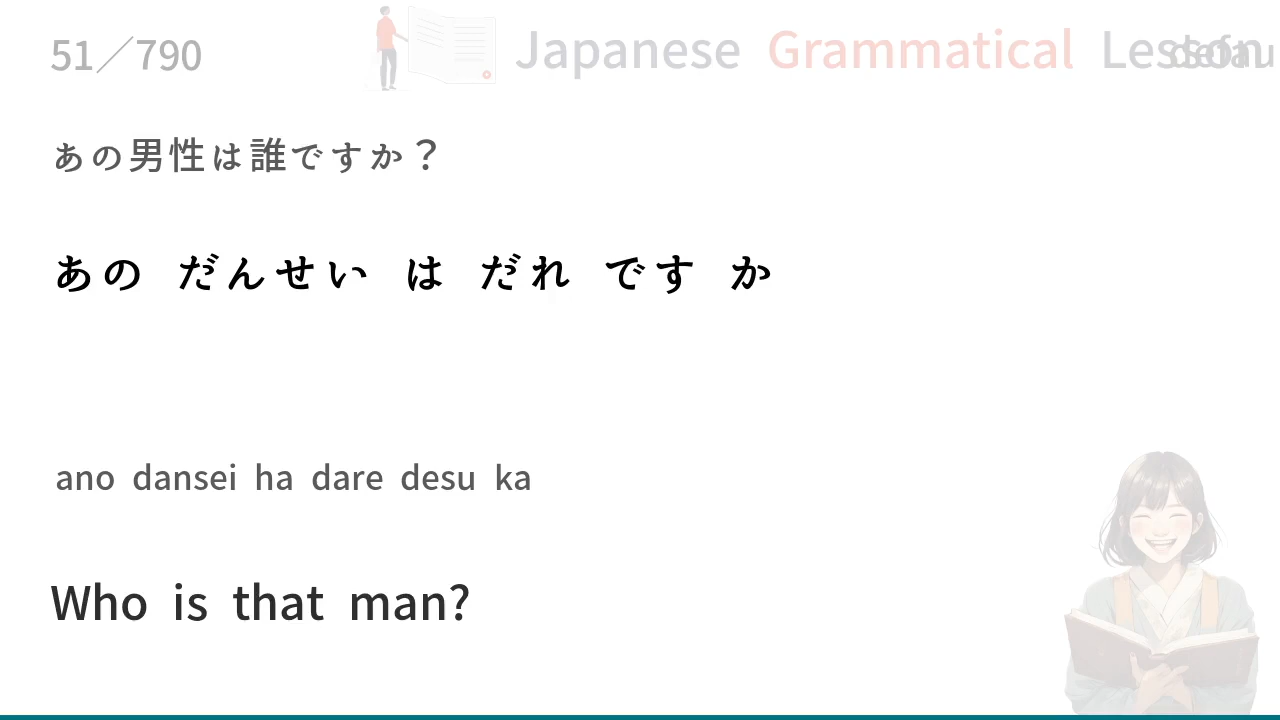 51／790
Japanese Grammatical Lesson
defau
あの男性は誰ですか？
あの だんせい は だれ です か
ano dansei ha dare desu ka
Who is that man?